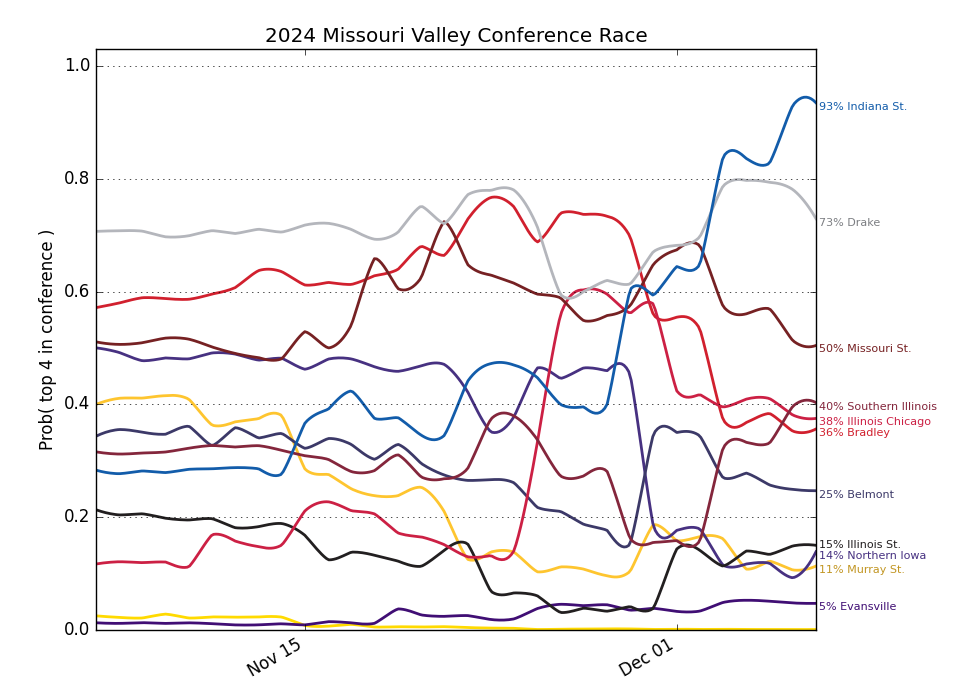 2024 Missouri Valley Conference Race
Prob( top 4 in conference )
1.0
0.8
0.6
0.4
0.2
0.0
Nov 15
Dec 01
93% Indiana St.
73% Drake
50% Missouri St.
40% Southern Illinois
38% Illinois Chicago
36% Bradley
25% Belmont
15% Illinois St.
14% Northern Iowa
11% Murray St.
5% Evansville